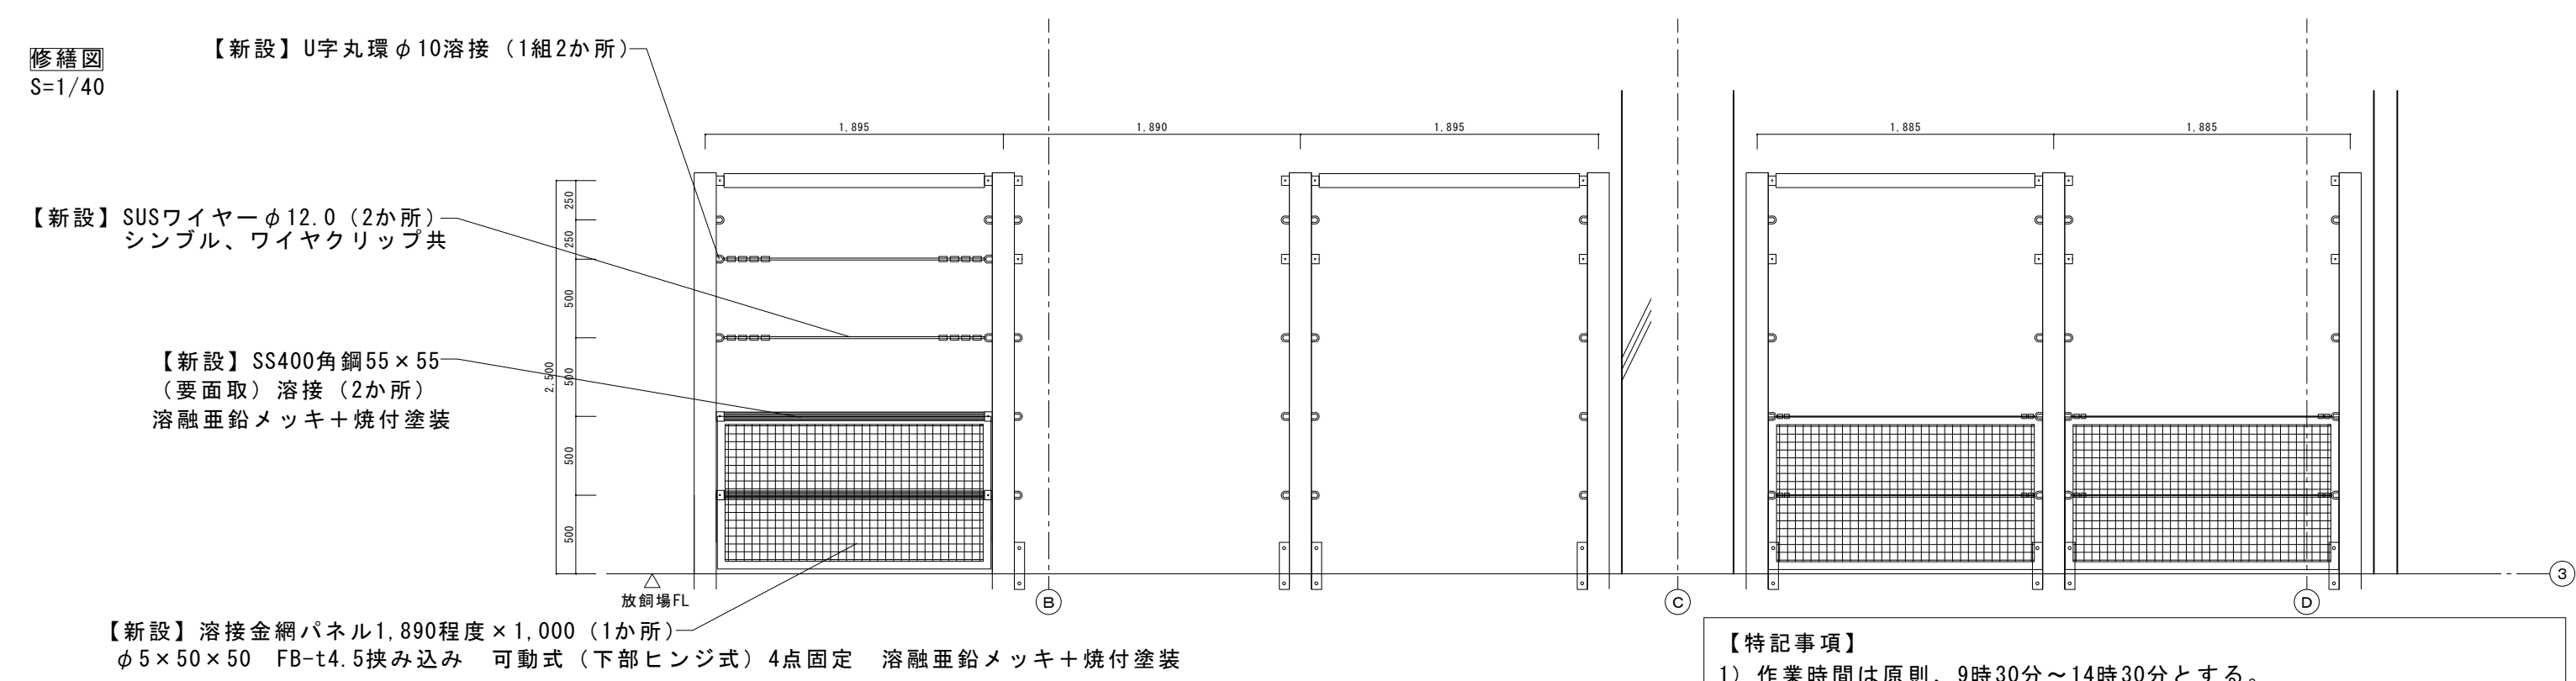 修繕図
S=1/40
【新設】U字丸環φ10溶接（1組2か所）
1,895
1,890
1,895
1,885
1,885
【新設】SUSワイヤーφ12.0（2か所）
シンブル、ワイヤクリップ共
250
250
500
500
2,500
500
500
【新設】SS400角鋼55×55
（要面取）溶接（2か所）
溶融亜鉛メッキ＋焼付塗装
放飼場FL
B
C
D
3
【新設】溶接金網パネル1,890程度×1,000（1か所）
φ5×50×50　FB-t4.5挟み込み　可動式（下部ヒンジ式）4点固定　溶融亜鉛メッキ＋焼付塗装
【特記事項】
1）作業時間は原則、9時30分～14時30分とする。